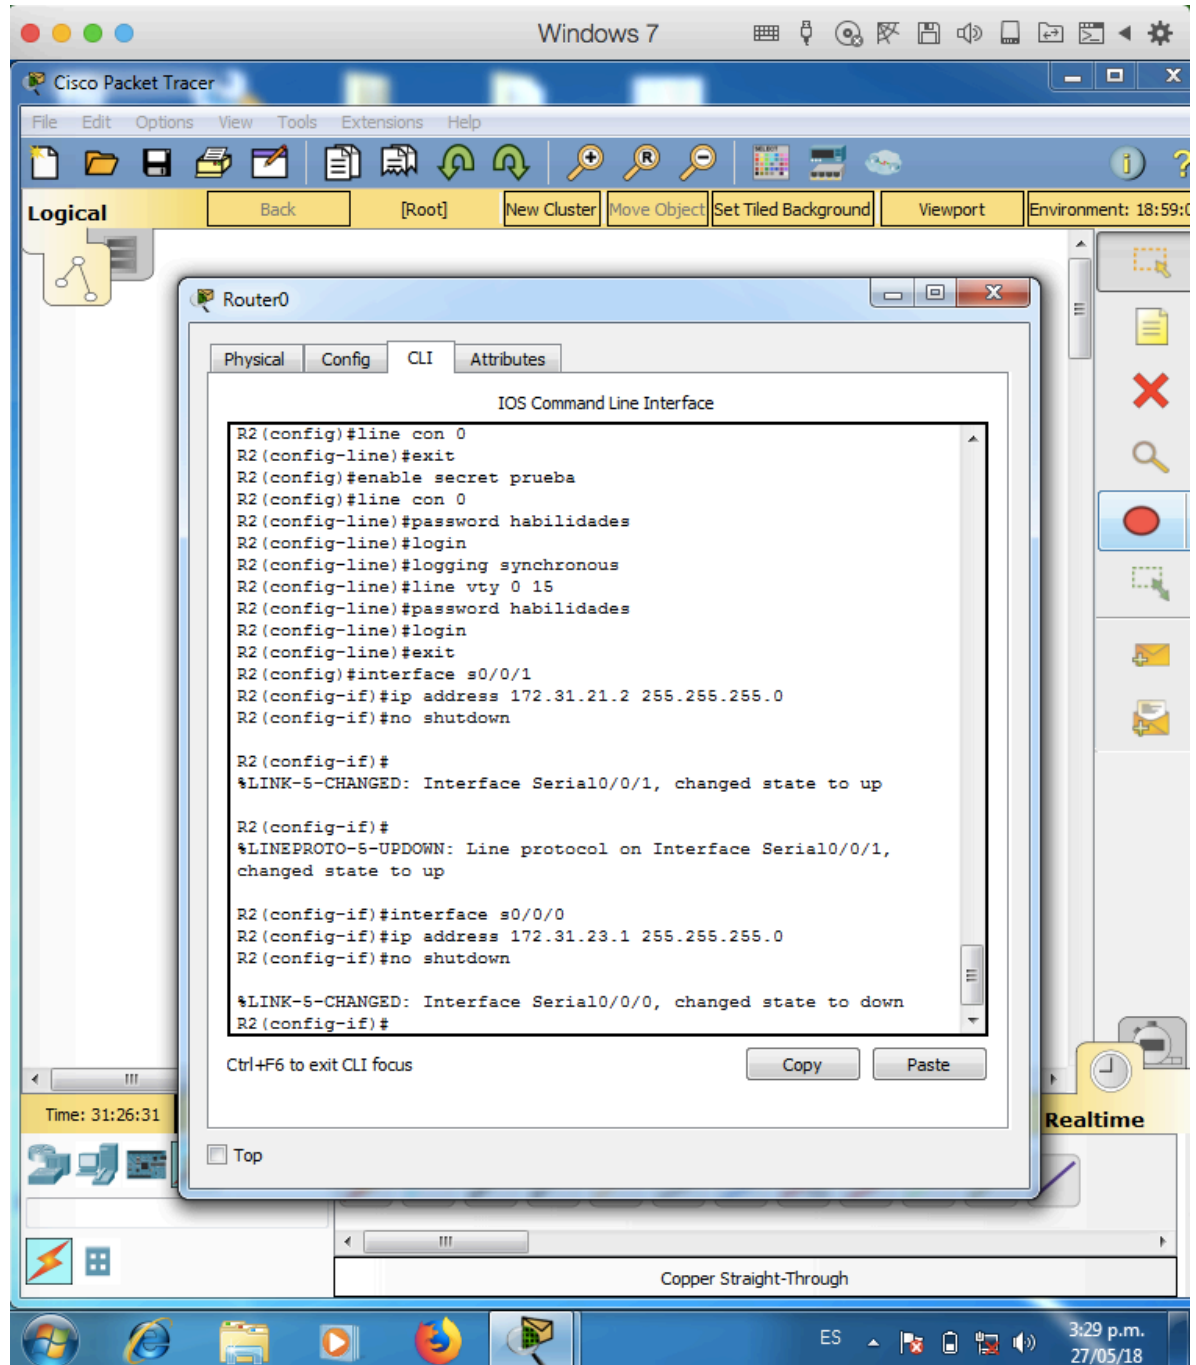 Windows 7
Cisco Packet Tracer
File Edit Options View Tools Extensions Help
Logical Back [Root] New Cluster Move Object Set Tiled Background Viewport Environment: 18:59:0
Router0
Physical Config CLI Attributes
IOS Command Line Interface
R2(config)#line con 0
R2(config-line)#exit
R2(config)#enable secret prueba
R2(config)#line con 0
R2(config-line)#password habilidades
R2(config-line)#login
R2(config-line)#logging synchronous
R2(config-line)#line vty 0 15
R2(config-line)#password habilidades
R2(config-line)#login
R2(config-line)#exit
R2(config)#interface s0/0/1
R2(config-if)#ip address 172.31.21.2 255.255.255.0
R2(config-if)#no shutdown
R2(config-if)#
%LINK-5-CHANGED: Interface Serial0/0/1, changed state to up
R2(config-if)#
%LINEPROTO-5-UPDOWN: Line protocol on Interface Serial0/0/1,
changed state to up
R2(config-if)#interface s0/0/0
R2(config-if)#ip address 172.31.23.1 255.255.255.0
R2(config-if)#no shutdown
%LINK-5-CHANGED: Interface Serial0/0/0, changed state to down
R2(config-if)#
Ctrl+F6 to exit CLI focus Copy Paste
Time: 31:26:31 Realtime
Top
Copper Straight-Through
ES 3:29 p.m.
27/05/18